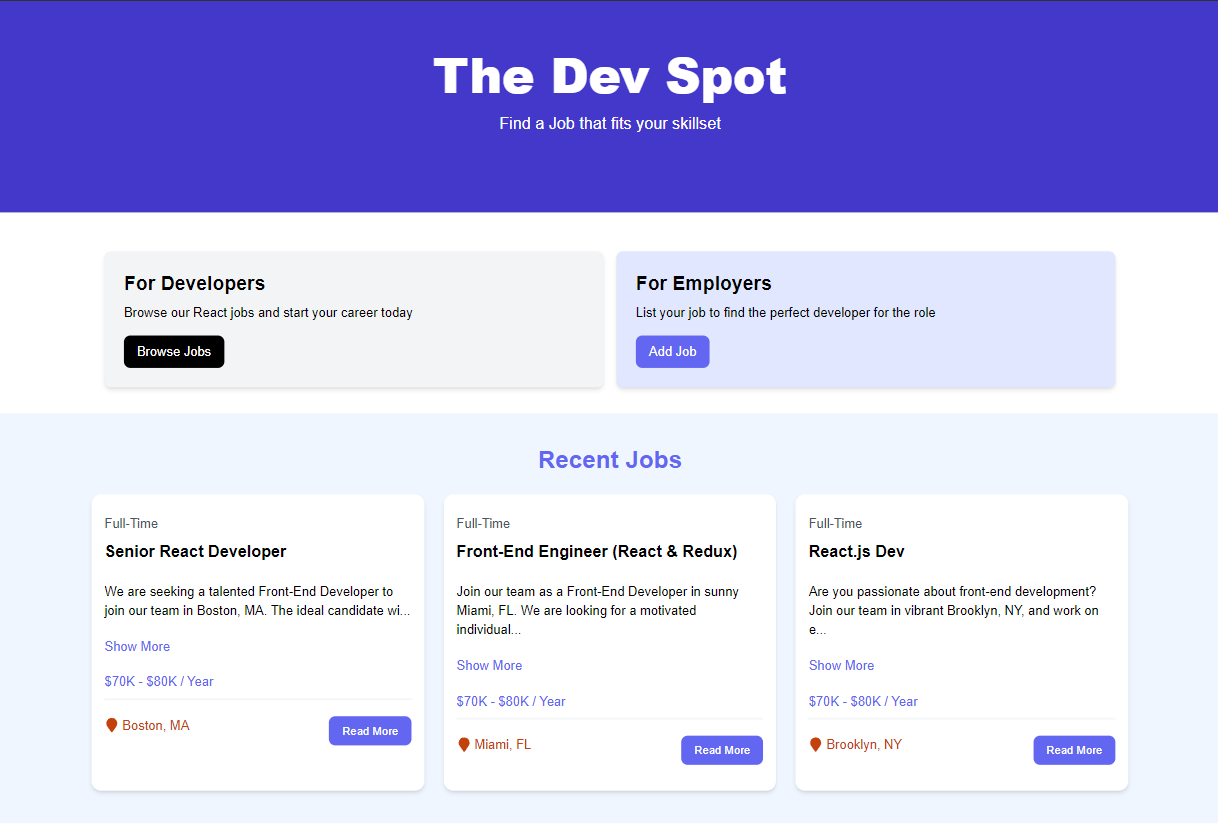 The Dev Spot
Find a Job that fits your skillset
For Developers
Browse our React jobs and start your career today
Browse Jobs
For Employers
List your job to find the perfect developer for the role
Add Job
Recent Jobs
Full-Time
Senior React Developer
We are seeking a talented Front-End Developer to
join our team in Boston, MA. The ideal candidate wi...
Show More
$70K - $80K / Year
Boston, MA
Read More
Full-Time
Front-End Engineer (React & Redux)
Join our team as a Front-End Developer in sunny
Miami, FL. We are looking for a motivated
individual...
Show More
$70K - $80K / Year
Miami, FL
Read More
Full-Time
React.js Dev
Are you passionate about front-end development?
Join our team in vibrant Brooklyn, NY, and work on
e...
Show More
$70K - $80K / Year
Brooklyn, NY
Read More